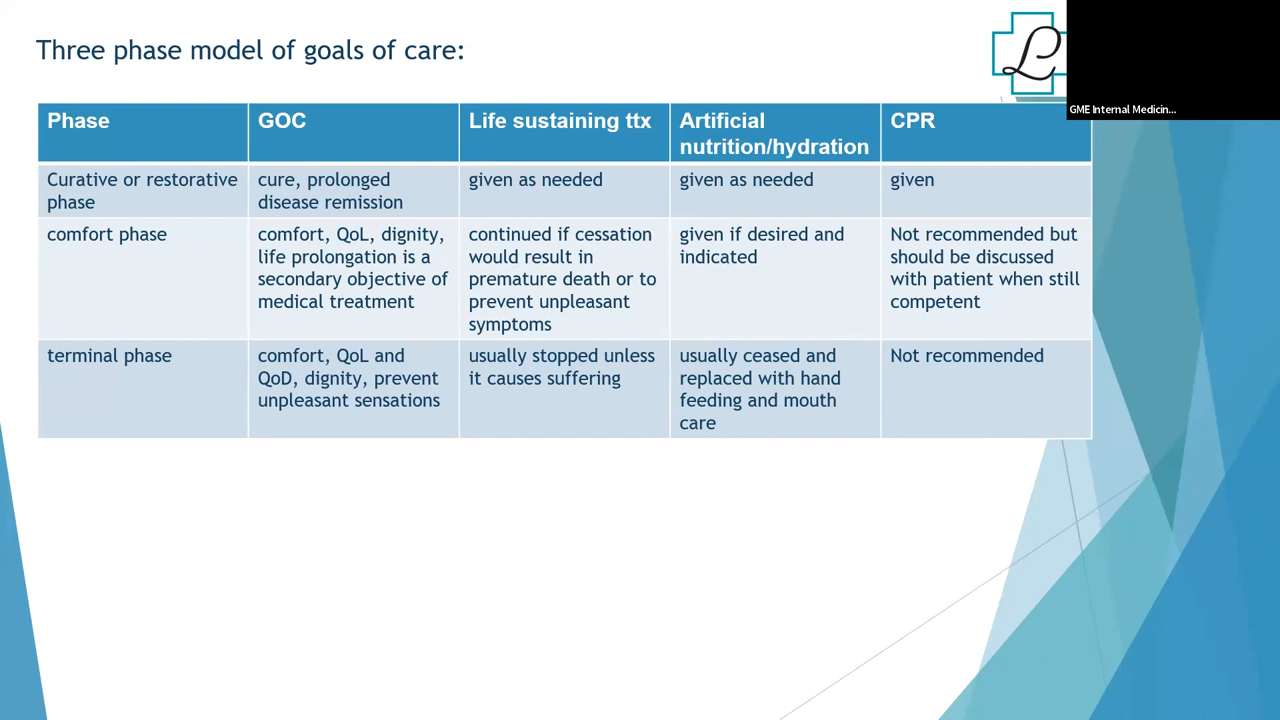 Three phase model of goals of care:
L
GME Internal Medicin...
Phase
GOC
Life sustaining ttx
Artificial
nutrition/hydration
CPR
Curative or restorative
phase
cure, prolonged
disease remission
given as needed
given as needed
given
comfort phase
comfort, QoL, dignity,
life prolongation is a
secondary objective of
medical treatment
continued if cessation
would result in
premature death or to
prevent unpleasant
symptoms
given if desired and
indicated
Not recommended but
should be discussed
with patient when still
competent
terminal phase
comfort, QoL and
QoD, dignity, prevent
unpleasant sensations
usually stopped unless
it causes suffering
usually ceased and
replaced with hand
feeding and mouth
care
Not recommended